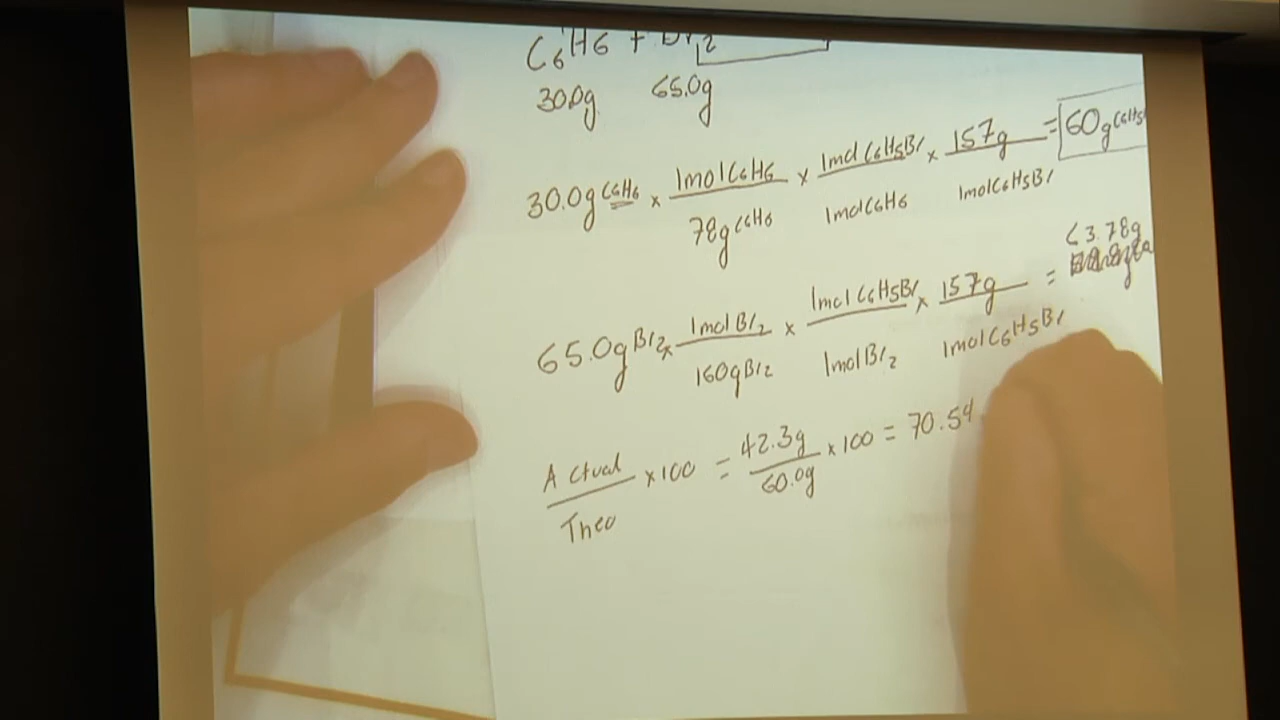 C6H6 + Br2
30.0g 65.0g
30.0g C6H6 x 1mol C6H6 / 78g C6H6 x 1mol C6H5Br / 1mol C6H6 x 157g / 1mol C6H5Br = 60g C6H5
63.78g
65.0g Br2 x 1mol Br2 / 160g Br2 x 1mol C6H5Br / 1mol Br2 x 157g / 1mol C6H5Br =
Actual / Theo x100 = 42.3g / 60.0g x 100 = 70.5